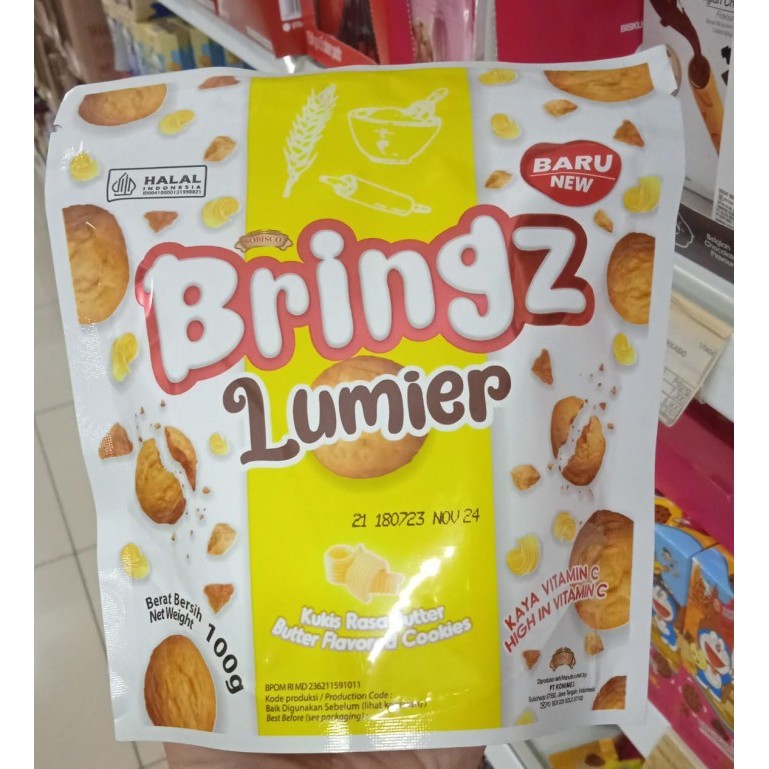 HALAL
INDONESIA
BARU
NEW
Bringz
Lumier
21 180723 NOV 24
Kukis Rasa Butter
Butter Flavored Cookies
KAYA VITAMIN C
HIGH IN VITAMIN C
Berat Bersih
Net Weight
100g
BPOM RI MD 236211591011
Kode produksi / Production Code :
Baik Digunakan Sebelum (lihat
Best Before (see packaging) :
PT KONIMEX